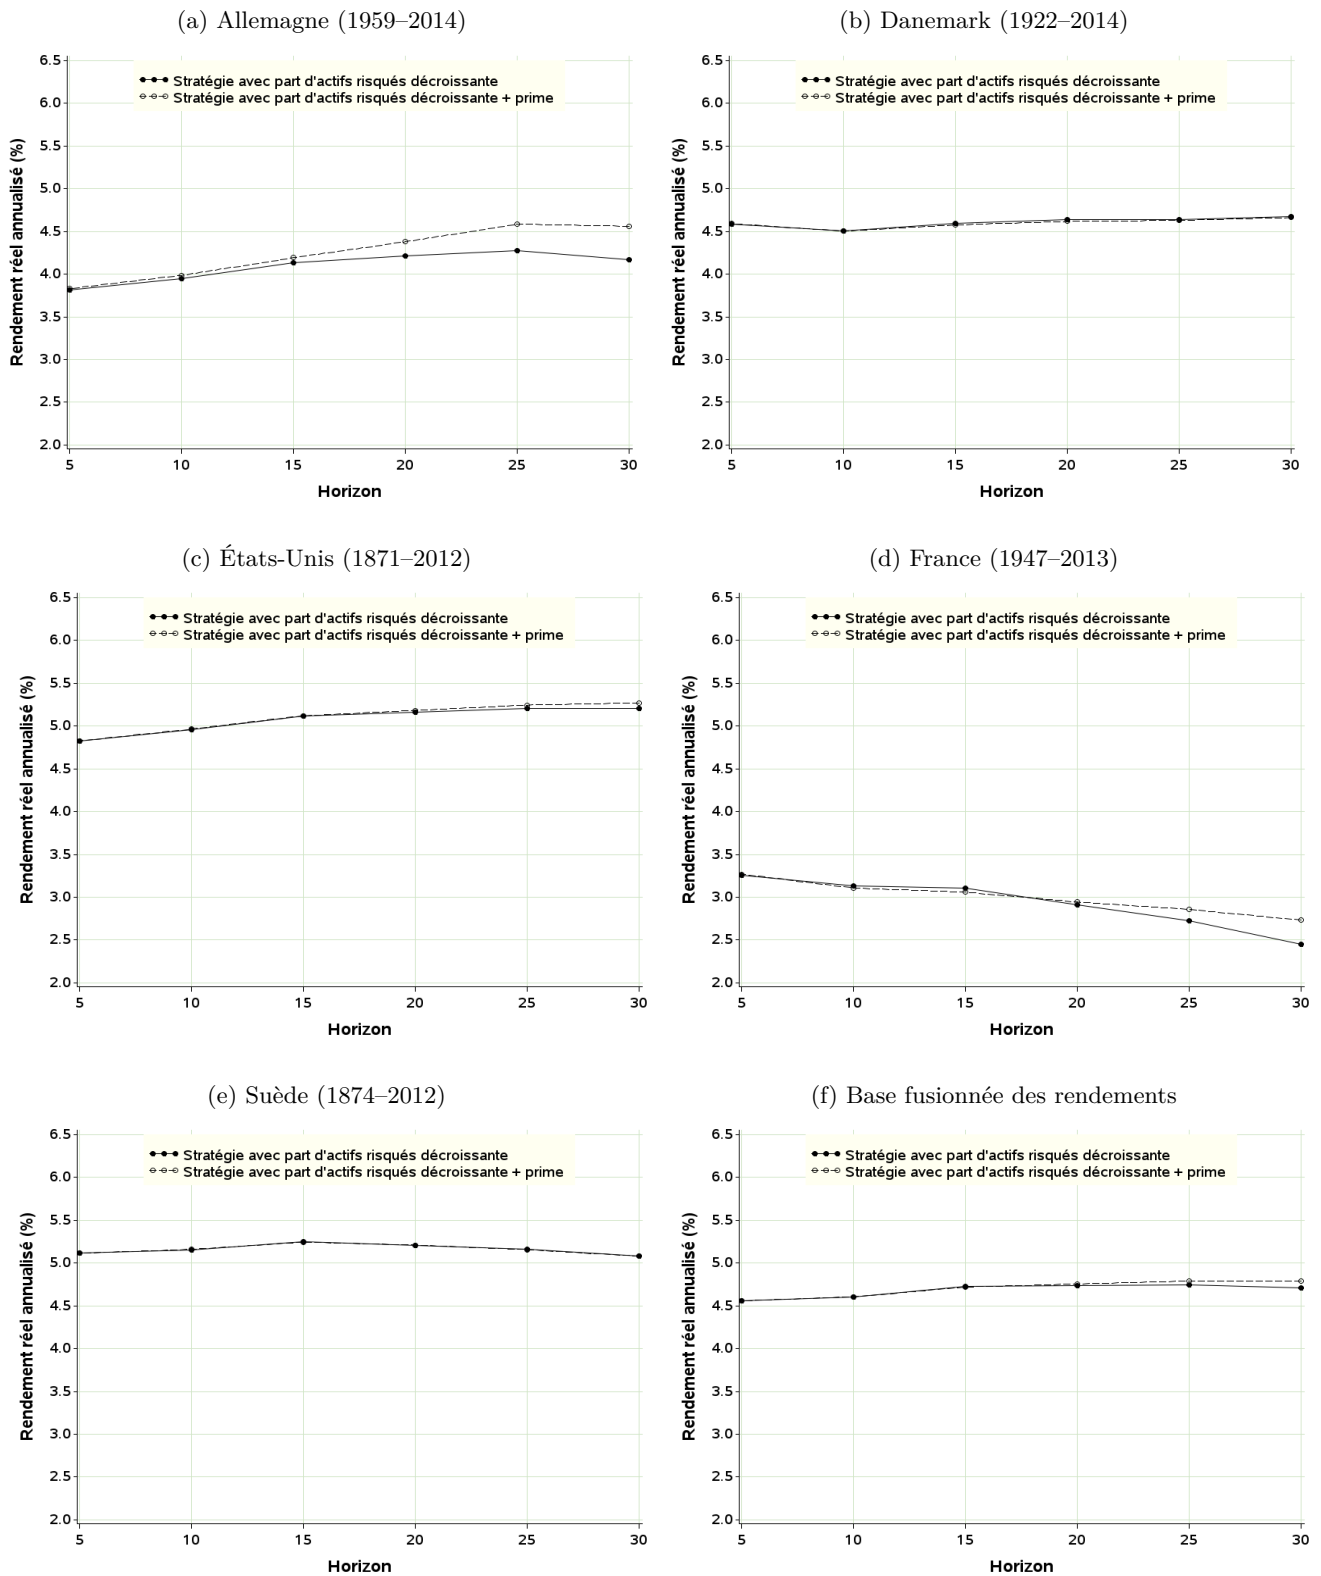 (a) Allemagne (1959–2014)
Stratégie avec part d'actifs risqués décroissante
Stratégie avec part d'actifs risqués décroissante + prime
Rendement réel annualisé (%)
6.5
6.0
5.5
5.0
4.5
4.0
3.5
3.0
2.5
2.0
5 10 15 20 25 30
Horizon
(b) Danemark (1922–2014)
Stratégie avec part d'actifs risqués décroissante
Stratégie avec part d'actifs risqués décroissante + prime
Rendement réel annualisé (%)
6.5
6.0
5.5
5.0
4.5
4.0
3.5
3.0
2.5
2.0
5 10 15 20 25 30
Horizon
(c) États-Unis (1871–2012)
Stratégie avec part d'actifs risqués décroissante
Stratégie avec part d'actifs risqués décroissante + prime
Rendement réel annualisé (%)
6.5
6.0
5.5
5.0
4.5
4.0
3.5
3.0
2.5
2.0
5 10 15 20 25 30
Horizon
(d) France (1947–2013)
Stratégie avec part d'actifs risqués décroissante
Stratégie avec part d'actifs risqués décroissante + prime
Rendement réel annualisé (%)
6.5
6.0
5.5
5.0
4.5
4.0
3.5
3.0
2.5
2.0
5 10 15 20 25 30
Horizon
(e) Suède (1874–2012)
Stratégie avec part d'actifs risqués décroissante
Stratégie avec part d'actifs risqués décroissante + prime
Rendement réel annualisé (%)
6.5
6.0
5.5
5.0
4.5
4.0
3.5
3.0
2.5
2.0
5 10 15 20 25 30
Horizon
(f) Base fusionnée des rendements
Stratégie avec part d'actifs risqués décroissante
Stratégie avec part d'actifs risqués décroissante + prime
Rendement réel annualisé (%)
6.5
6.0
5.5
5.0
4.5
4.0
3.5
3.0
2.5
2.0
5 10 15 20 25 30
Horizon